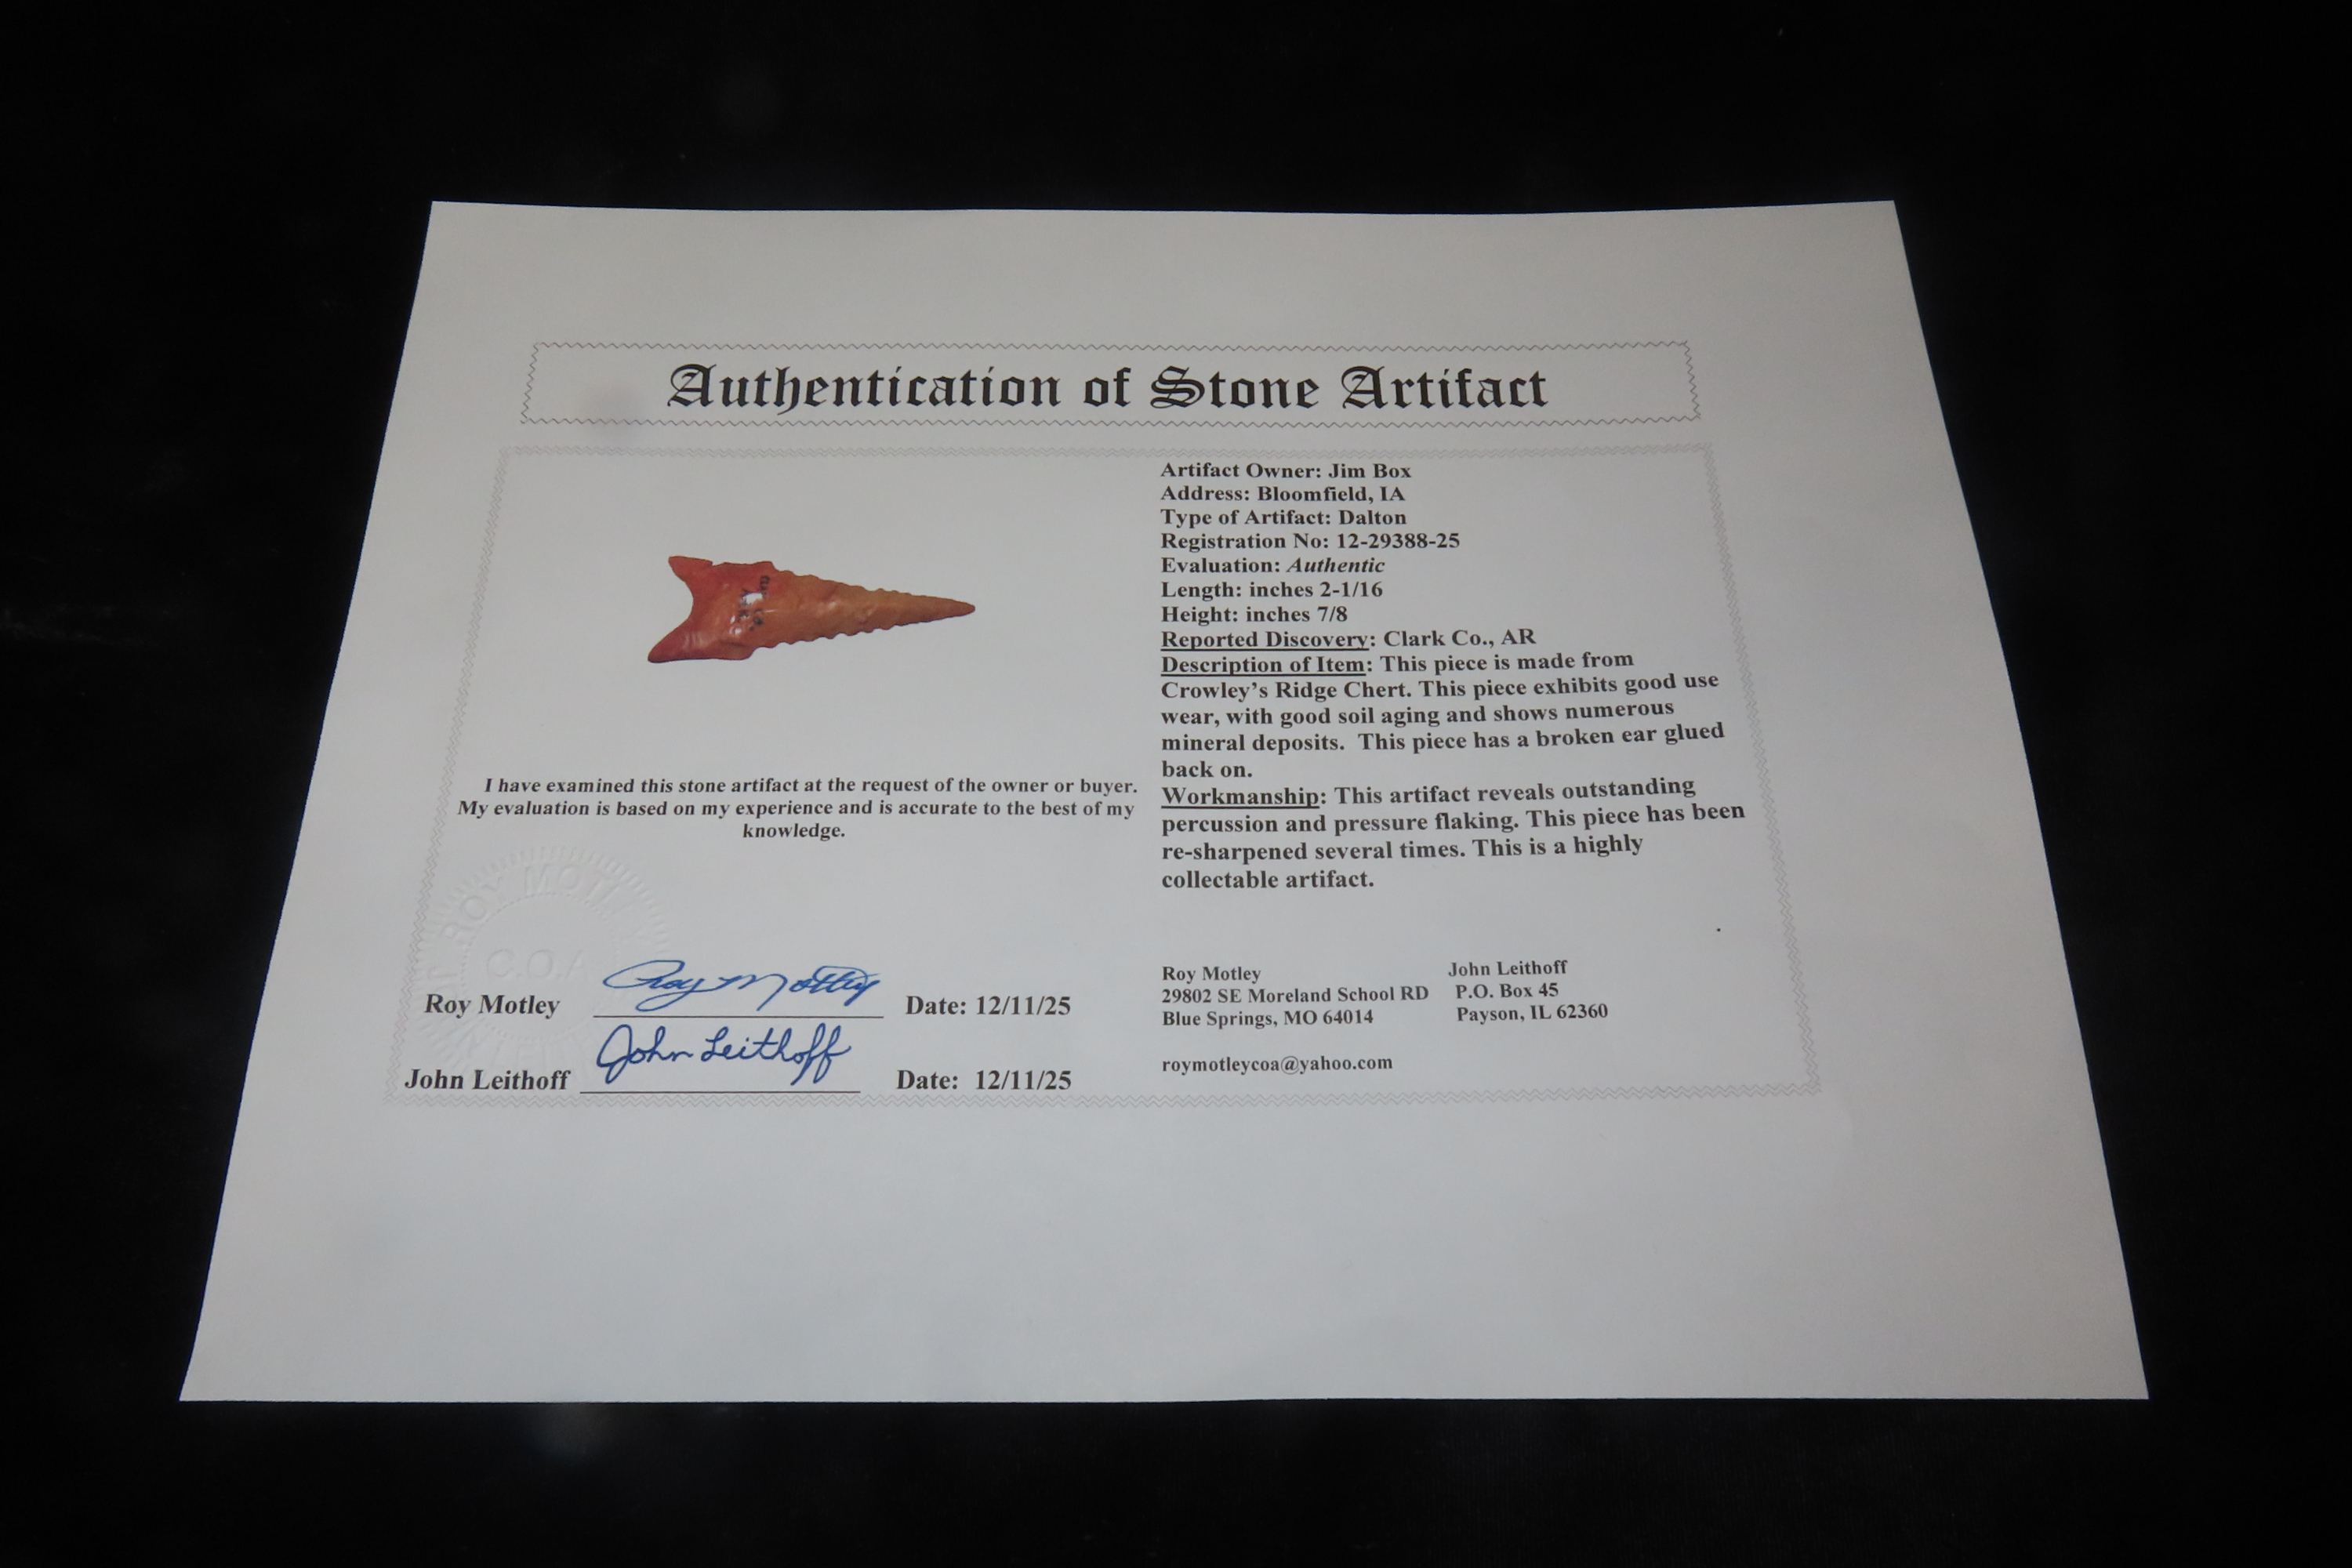 Authentication of Stone Artifact
Artifact Owner: Jim Box
Address: Bloomfield, IA
Type of Artifact: Dalton
Registration No: 12-29388-25
Evaluation: Authentic
Length: inches 2-1/16
Height: inches 7/8
Reported Discovery: Clark Co., AR
Description of Item: This piece is made from
Crowley’s Ridge Chert. This piece exhibits good use
wear, with good soil aging and shows numerous
mineral deposits.  This piece has a broken ear glued
back on.
Workmanship: This artifact reveals outstanding
percussion and pressure flaking. This piece has been
re-sharpened several times. This is a highly
collectable artifact.
I have examined this stone artifact at the request of the owner or buyer.
My evaluation is based on my experience and is accurate to the best of my
knowledge.
ROY MOTL
C.O.A
Roy Motley Roy Motley Date: 12/11/25
John Leithoff John Leithoff Date: 12/11/25
Roy Motley
29802 SE Moreland School RD
Blue Springs, MO 64014
roymotleycoa@yahoo.com
John Leithoff
P.O. Box 45
Payson, IL 62360